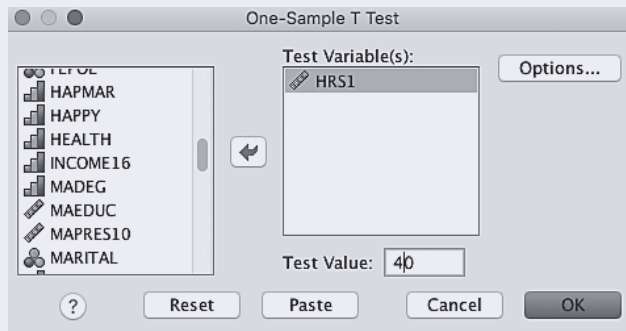 One-Sample T Test
HAPMAR
HAPPY
HEALTH
INCOME16
MADEG
MAEDUC
MAPRES10
MARITAL
Test Variable(s):
HRS1
Test Value: 40
Options...
?
Reset
Paste
Cancel
OK